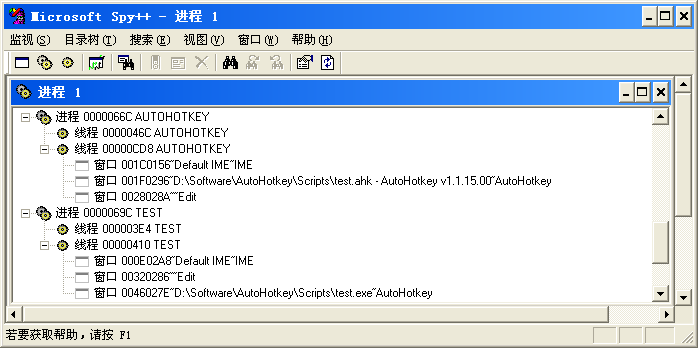 Microsoft Spy++ - 进程 1
监视(S) 目录树(T) 搜索(E) 视图(V) 窗口(W) 帮助(H)
进程 1
进程 0000066C AUTOHOTKEY
线程 0000046C AUTOHOTKEY
线程 00000CD8 AUTOHOTKEY
窗口 001C0156"Default IME"IME
窗口 001F0296"D:\Software\AutoHotkey\Scripts\test.ahk - AutoHotkey v1.1.15.00"AutoHotkey
窗口 0028028A""Edit
进程 0000069C TEST
线程 000003E4 TEST
线程 00000410 TEST
窗口 000E02A8"Default IME"IME
窗口 00320286""Edit
窗口 0046027E"D:\Software\AutoHotkey\Scripts\test.exe"AutoHotkey
若要获取帮助，请按 F1